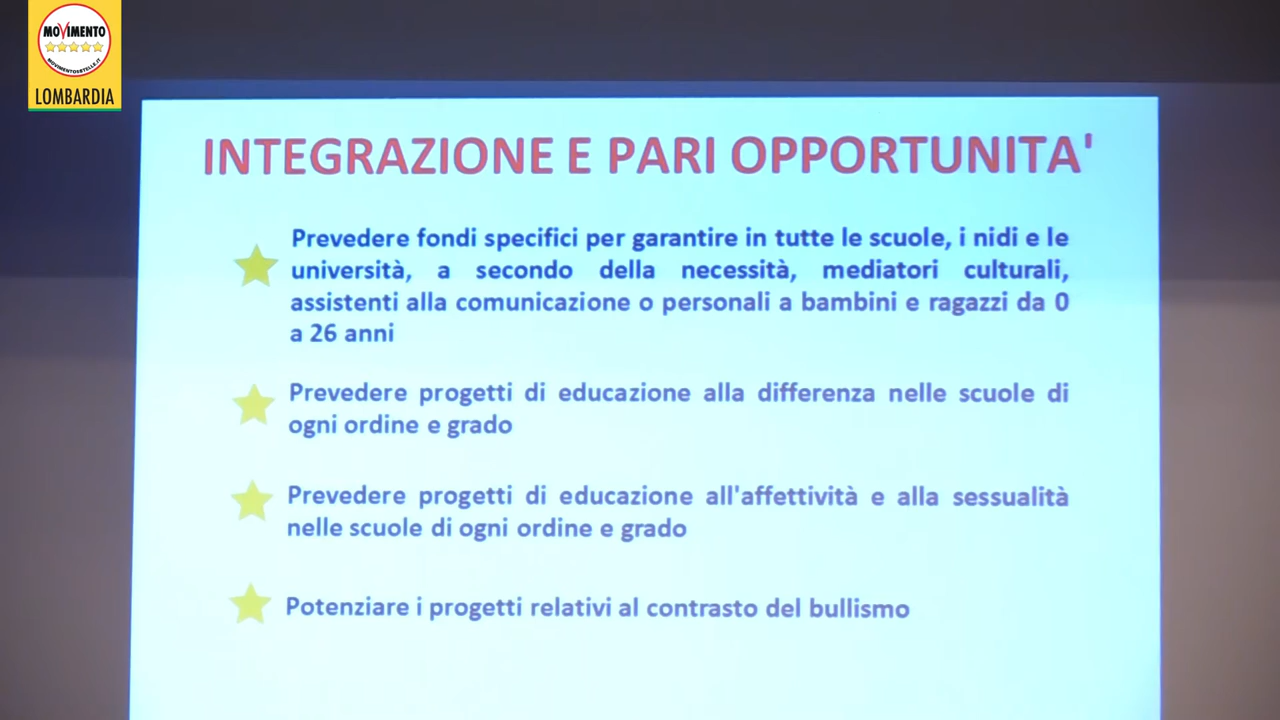 MOVIMENTO
MOVIMENTO5STELLE.IT
LOMBARDIA
INTEGRAZIONE E PARI OPPORTUNITA'
Prevedere fondi specifici per garantire in tutte le scuole, i nidi e le
università, a secondo della necessità, mediatori culturali,
assistenti alla comunicazione o personali a bambini e ragazzi da 0
a 26 anni
Prevedere progetti di educazione alla differenza nelle scuole di
ogni ordine e grado
Prevedere progetti di educazione all'affettività e alla sessualità
nelle scuole di ogni ordine e grado
Potenziare i progetti relativi al contrasto del bullismo